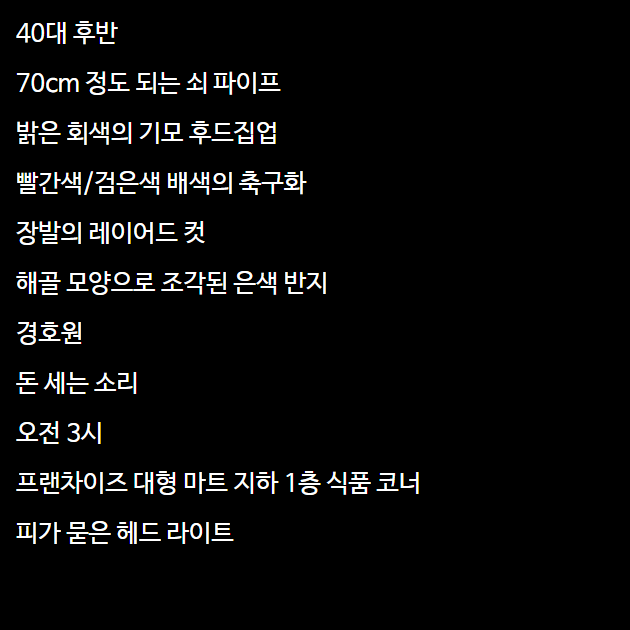 40대 후반
70cm 정도 되는 쇠 파이프
밝은 회색의 기모 후드집업
빨간색/검은색 배색의 축구화
장발의 레이어드 컷
해골 모양으로 조각된 은색 반지
경호원
돈 세는 소리
오전 3시
프랜차이즈 대형 마트 지하 1층 식품 코너
피가 묻은 헤드 라이트